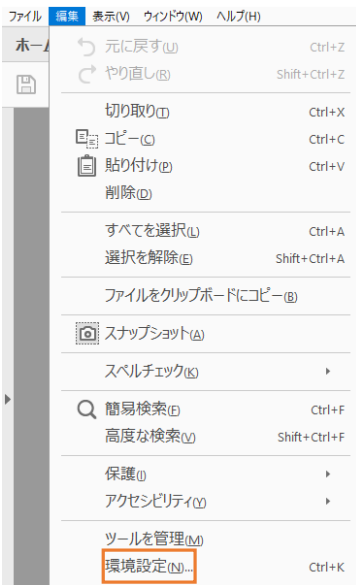 ファイル 編集 表示(V) ウィンドウ(W) ヘルプ(H)
ホー
元に戻す(U) Ctrl+Z
やり直し(R) Shift+Ctrl+Z
切り取り(T) Ctrl+X
コピー(C) Ctrl+C
貼り付け(P) Ctrl+V
削除(D)
すべてを選択(L) Ctrl+A
選択を解除(E) Shift+Ctrl+A
ファイルをクリップボードにコピー(B)
スナップショット(A)
スペルチェック(K)
簡易検索(F) Ctrl+F
高度な検索(V) Shift+Ctrl+F
保護(I)
アクセシビリティ(Y)
ツールを管理(M)
環境設定(N)... Ctrl+K